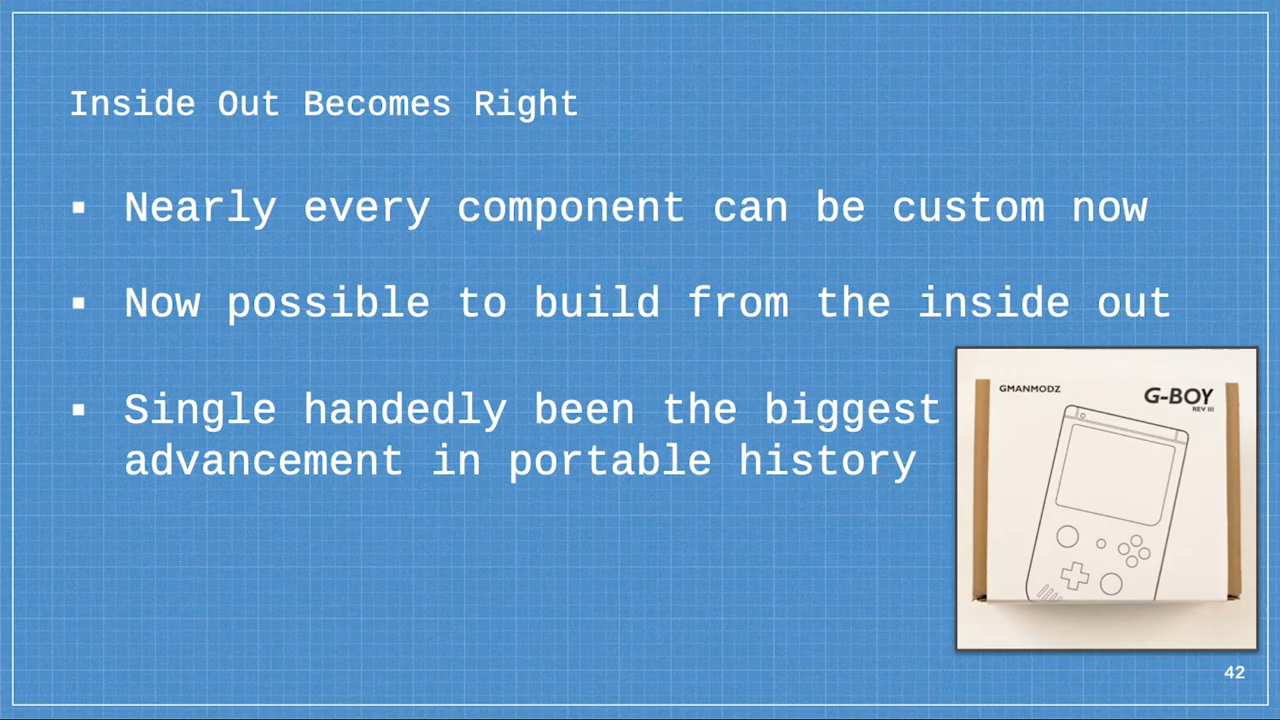 Inside Out Becomes Right
▪ Nearly every component can be custom now
▪ Now possible to build from the inside out
▪ Single handedly been the biggest
advancement in portable history
GMANMODZ
G-BOY
REV III
42